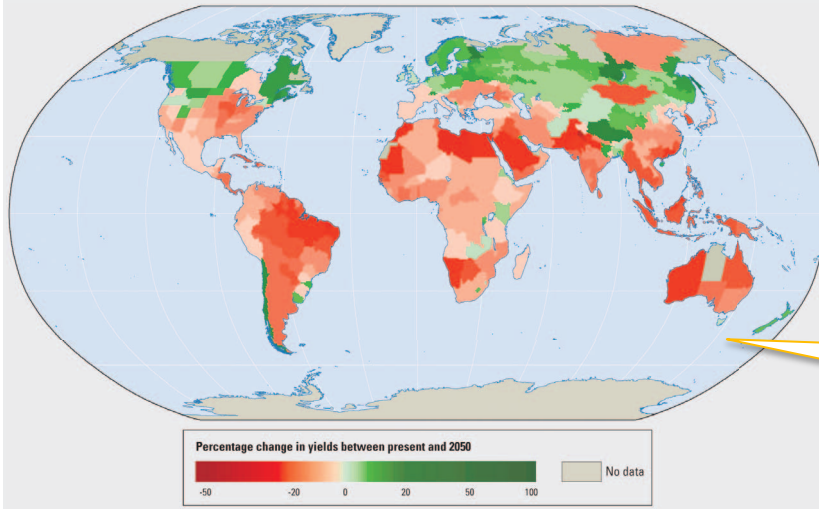 Percentage change in yields between present and 2050
-50 -20 0 20 50 100
No data